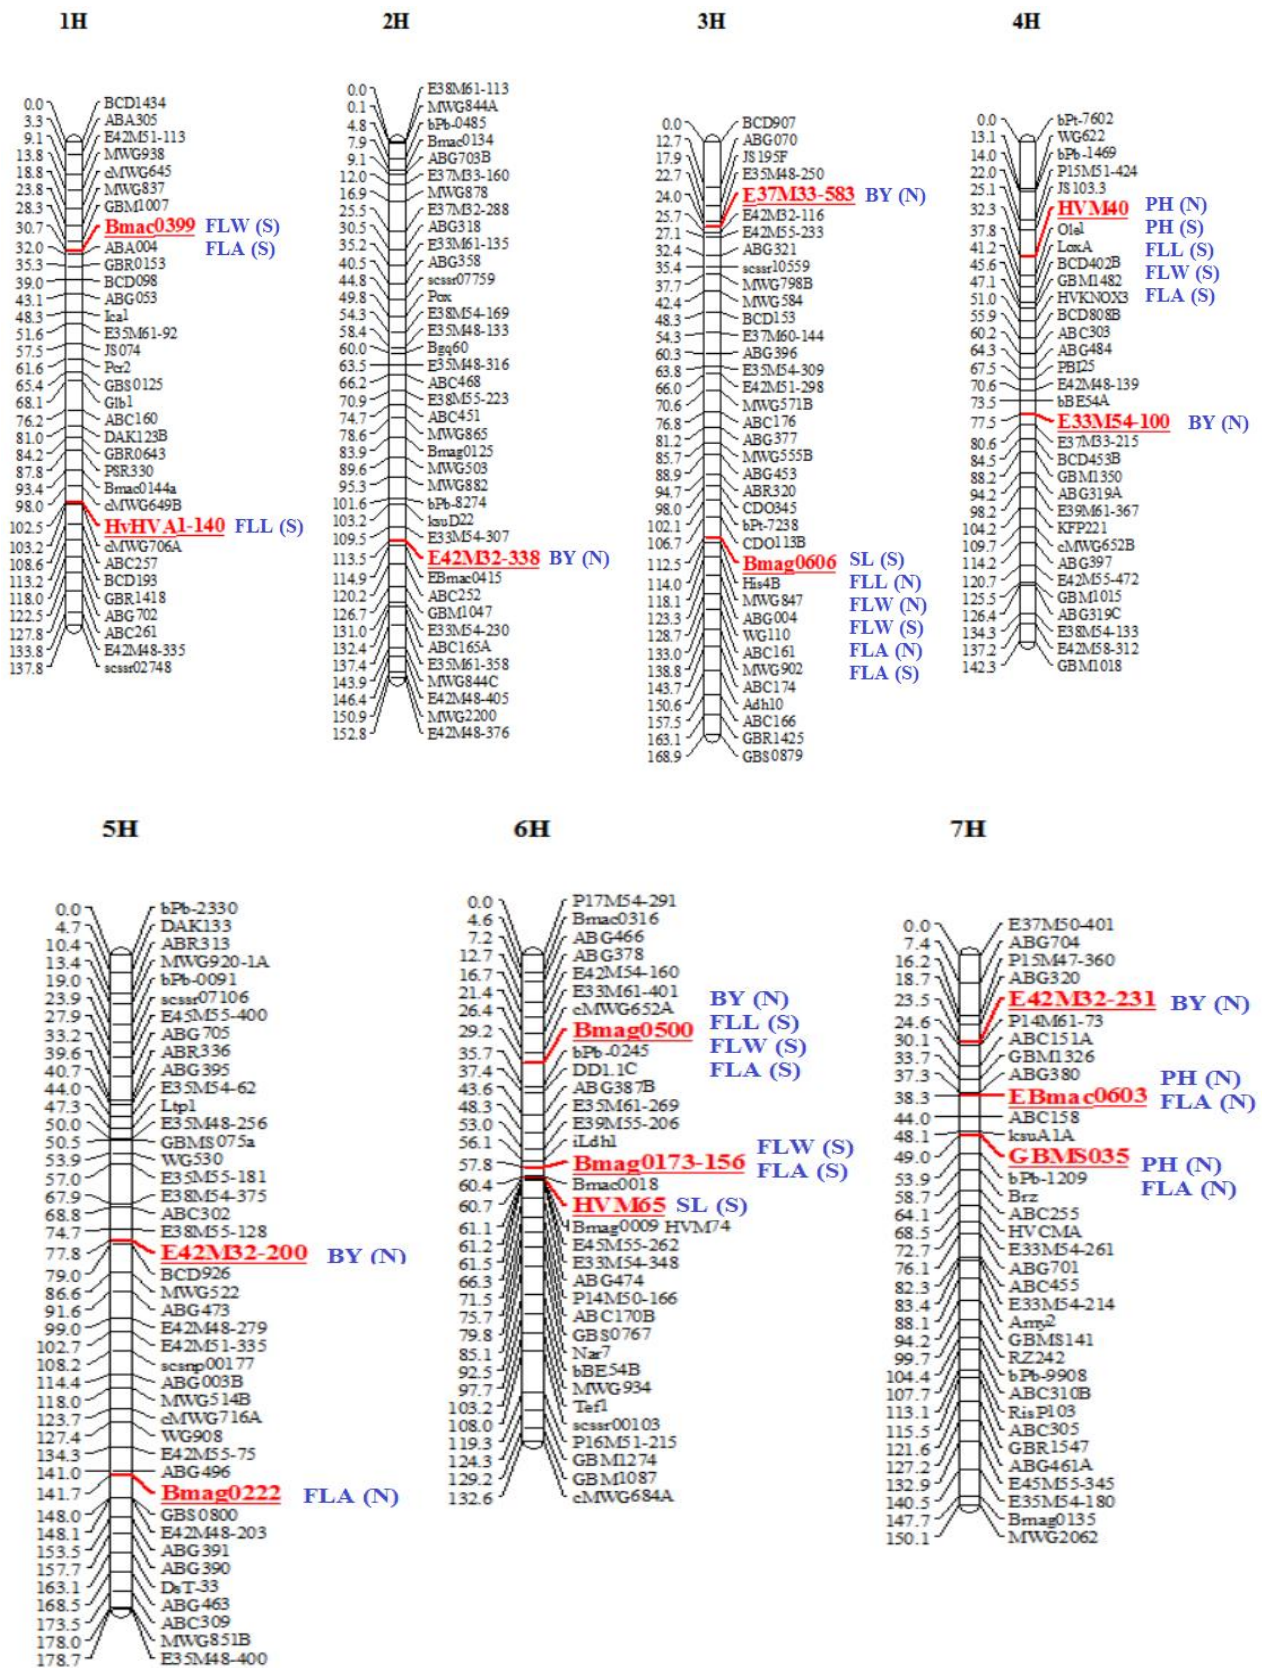 1H
0.0 BCD1434
3.3 ABA305
9.1 E42M51-113
13.8 MWG938
18.8 cMWG645
23.8 MWG837
28.3 GBM1007
30.7 Bmac0399 FLW (S)
32.0 ABA004 FLA (S)
35.3 GBR0153
39.0 BCD098
43.1 ABG053
48.3 Ica1
51.6 E35M61-92
57.5 JS074
61.6 Pcr2
65.4 GBS0125
68.1 Glb1
76.2 ABC160
81.0 DAK123B
84.2 GBR0643
87.8 PSR330
93.4 Bmac0144a
98.0 cMWG649B
102.5 HvHVA1-140 FLL (S)
103.2 cMWG706A
108.6 ABC257
113.2 BCD193
118.0 GBR1418
122.5 ABG702
127.8 ABC261
133.8 E42M48-335
137.8 scssr02748
2H
0.0 E38M61-113
0.1 MWG844A
4.8 bPb-0485
7.9 Bmac0134
9.1 ABG703B
12.0 E37M33-160
16.9 MWG878
25.5 E37M32-288
30.5 ABG318
35.2 E33M61-135
40.5 ABG358
44.8 scssr07759
49.8 Pox
54.3 E38M54-169
58.4 E35M48-133
60.0 Bgq60
63.5 E35M48-316
66.2 ABC468
70.9 E38M55-223
74.7 ABC451
78.6 MWG865
83.9 Bmag0125
89.6 MWG503
95.3 MWG882
101.6 bPb-8274
103.2 ksuD22
109.5 E33M54-307
113.5 E42M32-338 BY (N)
114.9 EBmac0415
120.2 ABC252
126.7 GBM1047
131.0 E33M54-230
132.4 ABC165A
137.4 E35M61-358
143.9 MWG844C
146.4 E42M48-405
150.9 MWG2200
152.8 E42M48-376
3H
0.0 BCD907
12.7 ABG070
17.9 JS195F
22.7 E35M48-250
24.0 E37M33-583 BY (N)
25.7 E42M32-116
27.1 E42M55-233
32.4 ABG321
35.4 scssr10559
37.7 MWG798B
42.4 MWG584
48.3 BCD153
54.3 E37M60-144
60.3 ABG396
63.8 E35M54-309
66.0 E42M51-298
70.6 MWG571B
76.8 ABC176
81.2 ABG377
85.7 MWG555B
88.9 ABG453
94.7 ABR320
98.0 CDO345
102.1 bPt-7238
106.7 CDO113B
112.5 Bmag0606 SL (S)
114.0 His4B FLL (N)
118.1 MWG847 FLW (N)
123.3 ABG004 FLW (S)
128.7 WG110
133.0 ABC161 FLA (N)
138.8 MWG902 FLA (S)
143.7 ABC174
150.6 Adh10
157.5 ABC166
163.1 GBR1425
168.9 GBS0879
4H
0.0 bPt-7602
13.1 WG622
14.0 bPb-1469
22.0 P15M51-424
25.1 JS103.3
32.3 HVM40 PH (N)
37.8 Ole1 PH (S)
41.2 LoxA FLL (S)
45.6 BCD402B FLW (S)
47.1 GBM1482
51.0 HVKNOX3 FLA (S)
55.9 BCD808B
60.2 ABC303
64.3 ABG484
67.5 PBI25
70.6 E42M48-139
73.5 bBE54A
77.5 E33M54-100 BY (N)
80.6 E37M33-215
84.5 BCD453B
88.2 GBM1350
94.2 ABG319A
98.2 E39M61-367
104.2 KFP221
109.7 cMWG652B
114.2 ABG397
120.7 E42M55-472
125.5 GBM1015
126.4 ABG319C
134.3 E38M54-133
137.2 E42M58-312
142.3 GBM1018
5H
0.0 bPb-2330
4.7 DAK133
10.4 ABR313
13.4 MWG920-1A
19.0 bPb-0091
23.9 scssr07106
27.9 E45M55-400
33.2 ABG705
39.6 ABR336
40.7 ABG395
44.0 E35M54-62
47.3 Ltp1
50.0 E35M48-256
50.5 GBMS075a
53.9 WG530
57.0 E35M55-181
67.9 E38M54-375
68.8 ABC302
74.7 E38M55-128
77.8 E42M32-200 BY (N)
79.0 BCD926
86.6 MWG522
91.6 ABG473
99.0 E42M48-279
102.7 E42M51-335
108.2 scsnp00177
114.4 ABG003B
118.0 MWG514B
123.7 cMWG716A
127.4 WG908
134.3 E42M55-75
141.0 ABG496
141.7 Bmag0222 FLA (N)
148.0 GBS0800
148.1 E42M48-203
153.5 ABG391
157.7 ABG390
163.1 DsT-33
168.5 ABG463
173.5 ABC309
178.0 MWG851B
178.7 E35M48-400
6H
0.0 P17M54-291
4.6 Bmac0316
7.2 ABG466
12.7 ABG378
16.7 E42M54-160
21.4 E33M61-401 BY (N)
26.4 cMWG652A FLL (S)
29.2 Bmag0500 FLW (S)
35.7 bPb-0245
37.4 DD1.1C FLA (S)
43.6 ABG387B
48.3 E35M61-269
53.0 E39M55-206
56.1 iLdh1 FLW (S)
57.8 Bmag0173-156 FLA (S)
60.4 Bmac0018
60.7 HVM65 SL (S)
61.1 Bmag0009 HVM74
61.2 E45M55-262
61.5 E33M54-348
66.3 ABG474
71.5 P14M50-166
75.7 ABC170B
79.8 GBS0767
85.1 Nar7
92.5 bBE54B
97.7 MWG934
103.2 Tef1
108.0 scssr00103
119.3 P16M51-215
124.3 GBM1274
129.2 GBM1087
132.6 cMWG684A
7H
0.0 E37M50-401
7.4 ABG704
16.2 P15M47-360
18.7 ABG320
23.5 E42M32-231 BY (N)
24.6 P14M61-73
30.1 ABC151A
33.7 GBM1326
37.3 ABG380 PH (N)
38.3 EBmac0603 FLA (N)
44.0 ABC158
48.1 ksuA1A
49.0 GBMS035 PH (N)
53.9 bPb-1209 FLA (N)
58.7 Brz
64.1 ABC255
68.5 HVCMA
72.7 E33M54-261
76.1 ABG701
82.3 ABC455
83.4 E33M54-214
88.1 Amy2
94.2 GBMS141
99.7 RZ242
104.4 bPb-9908
107.7 ABC310B
113.1 RisP103
115.5 ABC305
121.6 GBR1547
127.2 ABG461A
132.9 E45M55-345
140.5 E35M54-180
147.7 Bmag0135
150.1 MWG2062